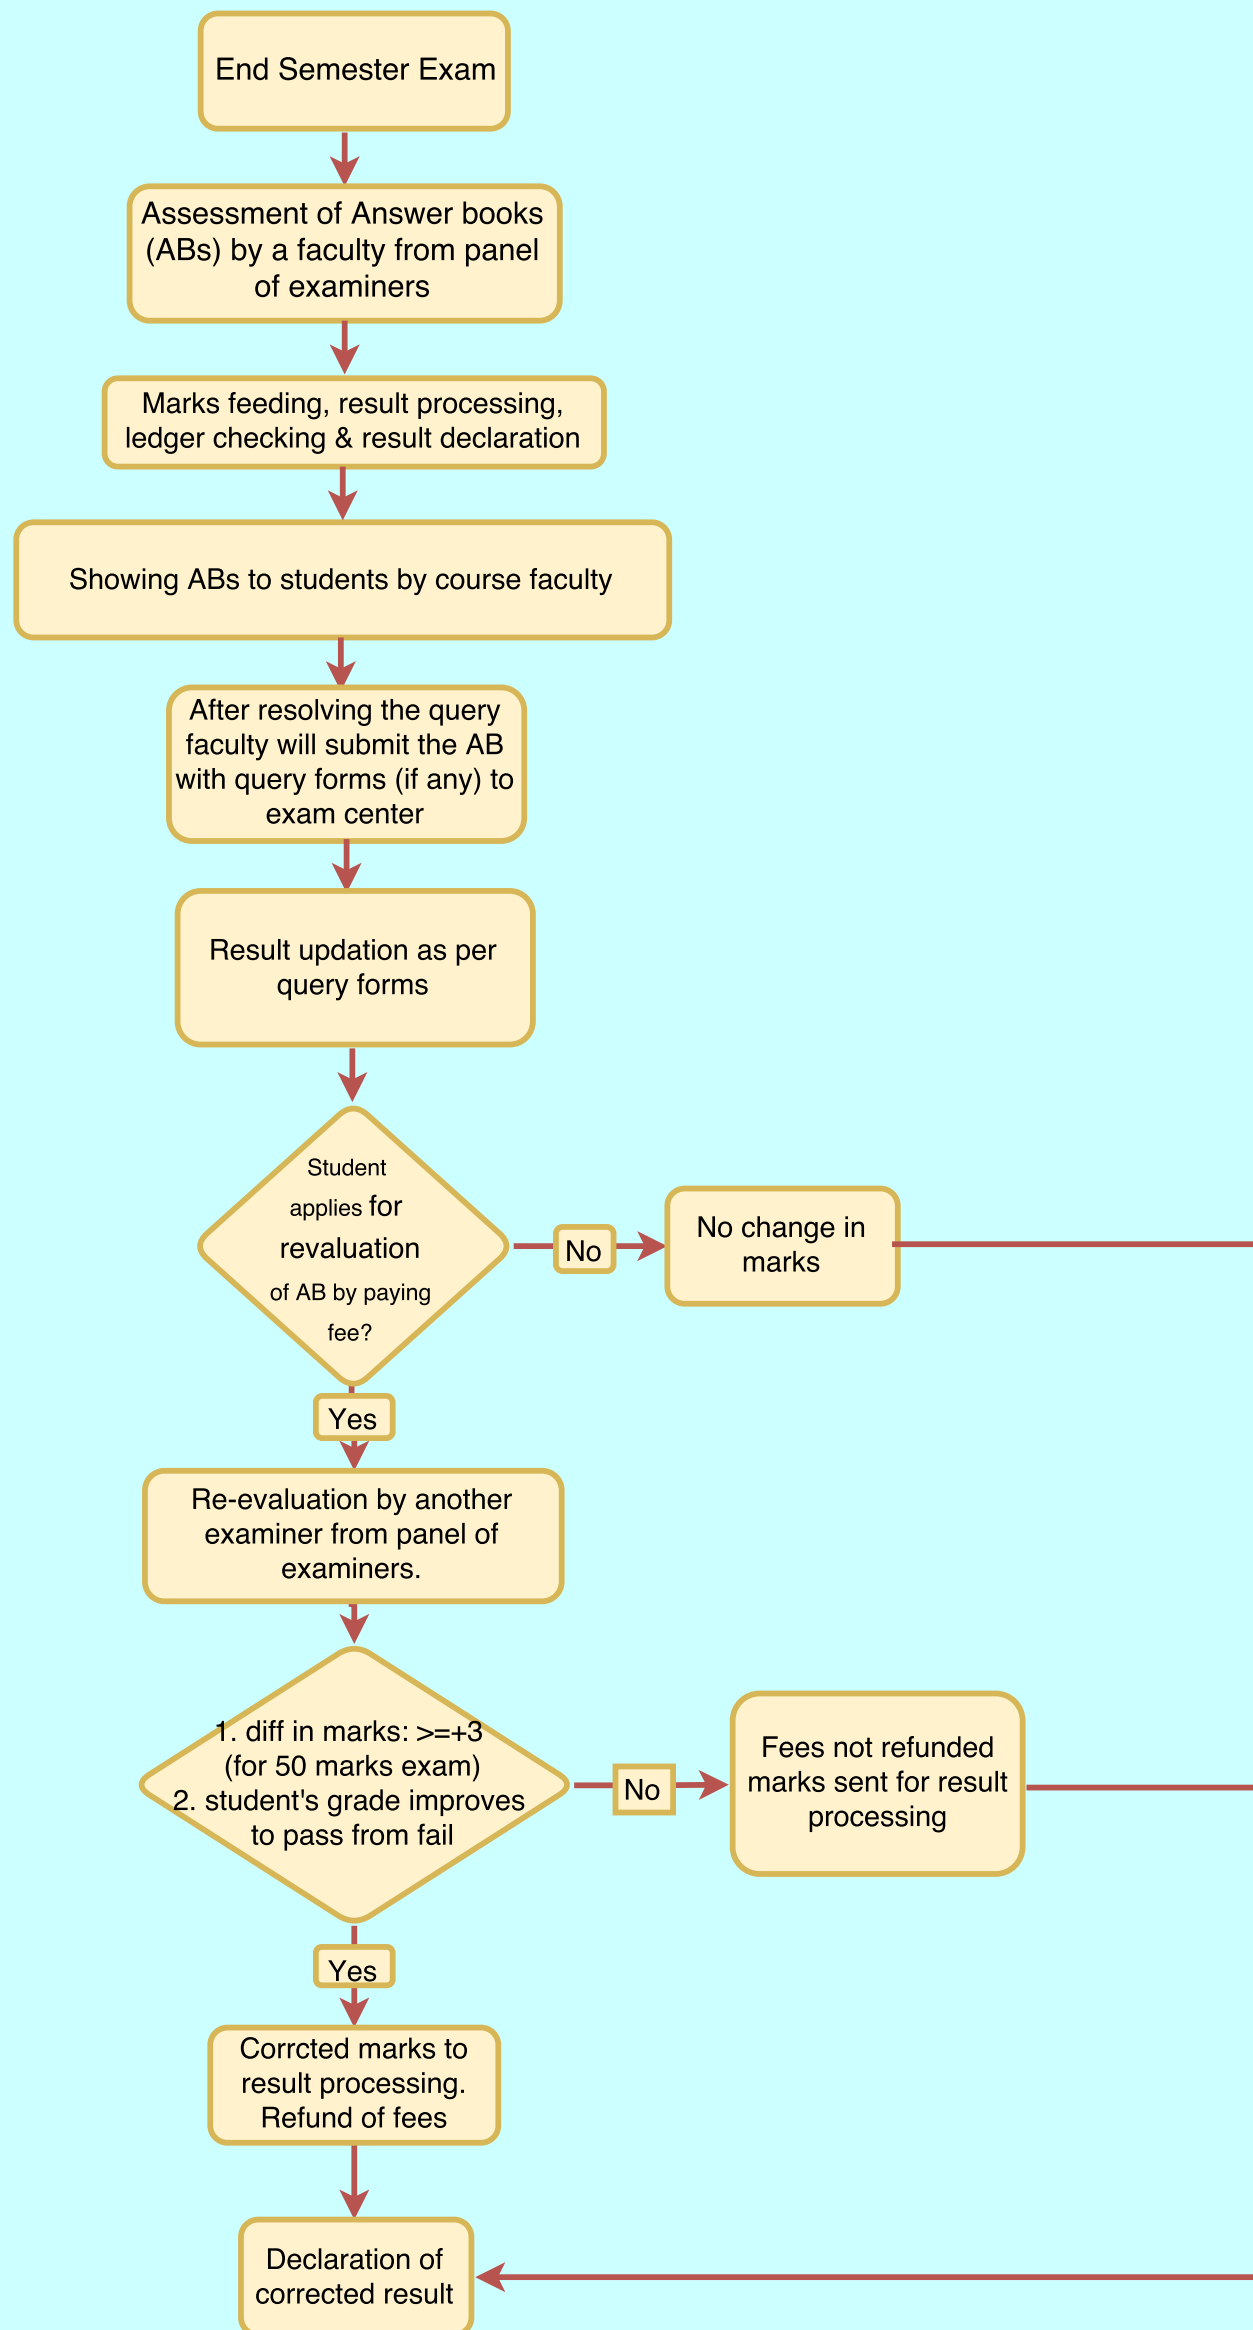 End Semester Exam
Assessment of Answer books
(ABs) by a faculty from panel
of examiners
Marks feeding, result processing,
ledger checking & result declaration
Showing ABs to students by course faculty
After resolving the query
faculty will submit the AB
with query forms (if any) to
exam center
Result updation as per
query forms
Student
applies for
revaluation
of AB by paying
fee?
No
No change in
marks
Yes
Re-evaluation by another
examiner from panel of
examiners.
1. diff in marks: >=+3
(for 50 marks exam)
2. student's grade improves
to pass from fail
No
Fees not refunded
marks sent for result
processing
Yes
Corrcted marks to
result processing.
Refund of fees
Declaration of
corrected result